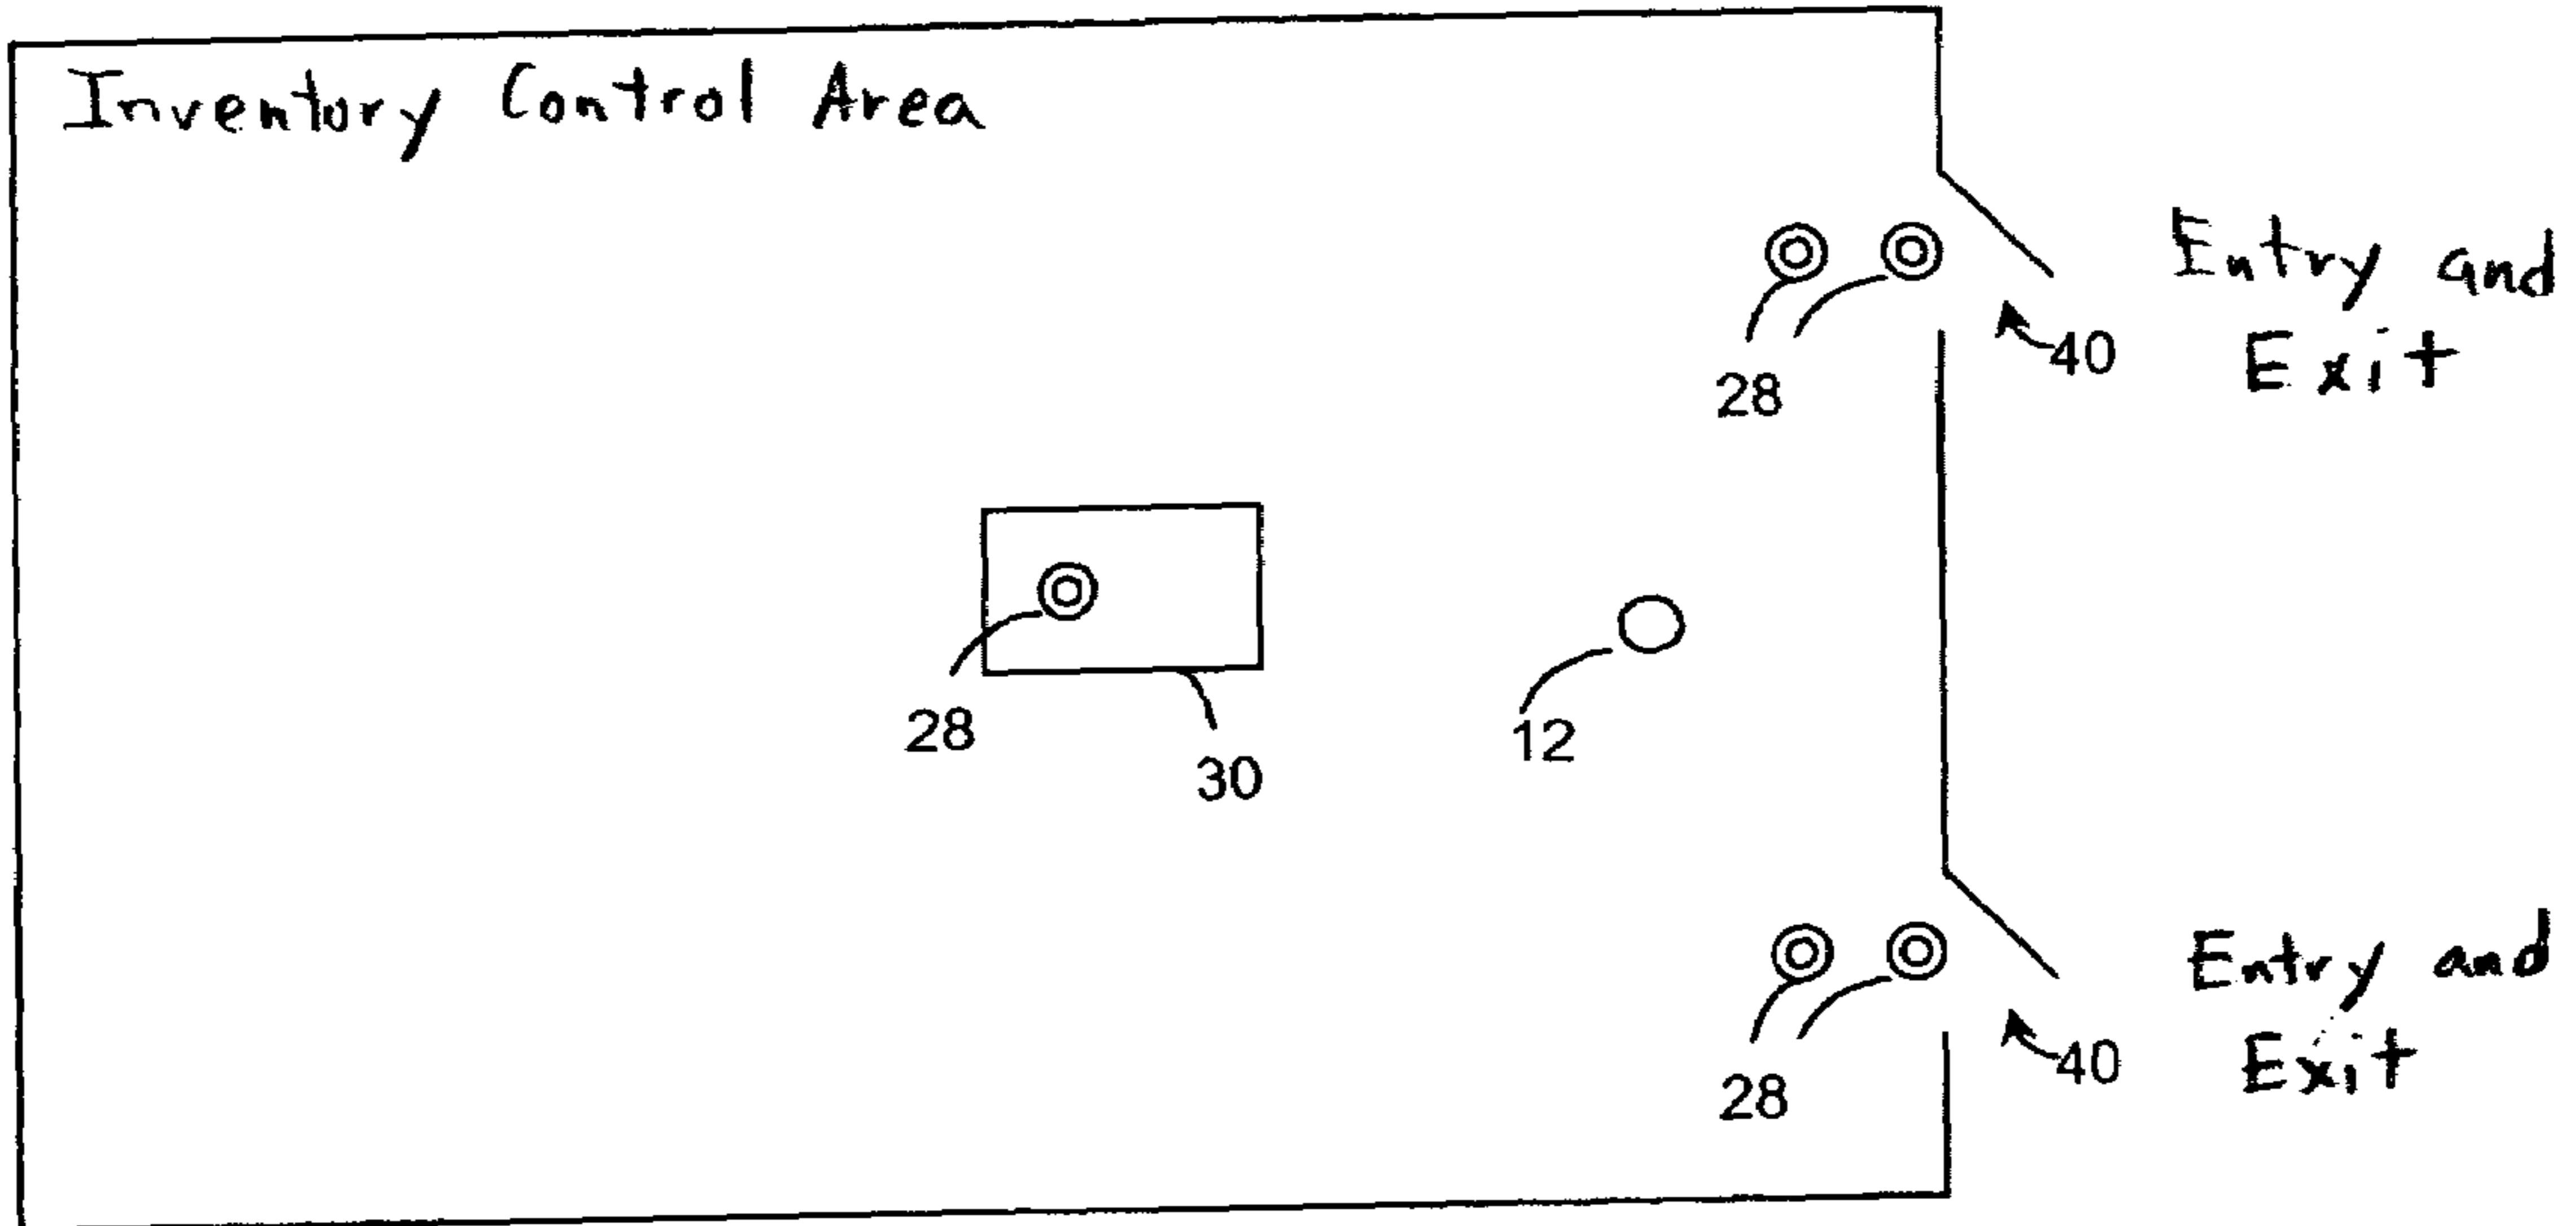 Inventory Control Area
Entry and
Exit
40
28
28
30
12
Entry and
Exit
40
28